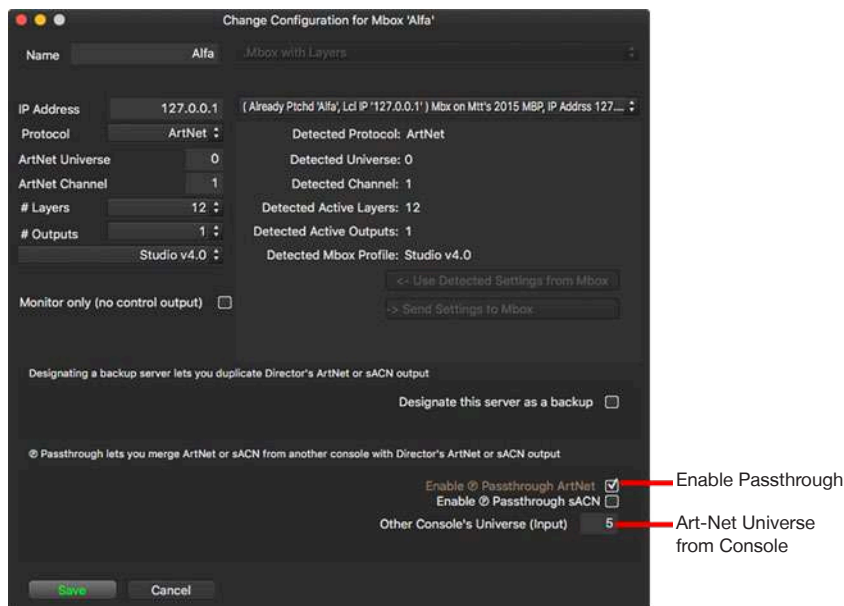 Change Configuration for Mbox 'Alfa'
Name Alfa .Mbox with Layers
IP Address 127.0.0.1 ( Already Ptchd 'Alfa', Lcl IP '127.0.0.1' ) Mbx on Mtt's 2015 MBP, IP Addrss 127....
Protocol ArtNet Detected Protocol: ArtNet
ArtNet Universe 0 Detected Universe: 0
ArtNet Channel 1 Detected Channel: 1
# Layers 12 Detected Active Layers: 12
# Outputs 1 Detected Active Outputs: 1
Studio v4.0 Detected Mbox Profile: Studio v4.0
<- Use Detected Settings from Mbox
Monitor only (no control output)
-> Send Settings to Mbox
Designating a backup server lets you duplicate Director's ArtNet or sACN output
Designate this server as a backup
℗ Passthrough lets you merge ArtNet or sACN from another console with Director's ArtNet or sACN output
Enable ℗ Passthrough ArtNet Enable Passthrough
Enable ℗ Passthrough sACN
Other Console's Universe (Input) 5 Art-Net Universe
from Console
Save Cancel